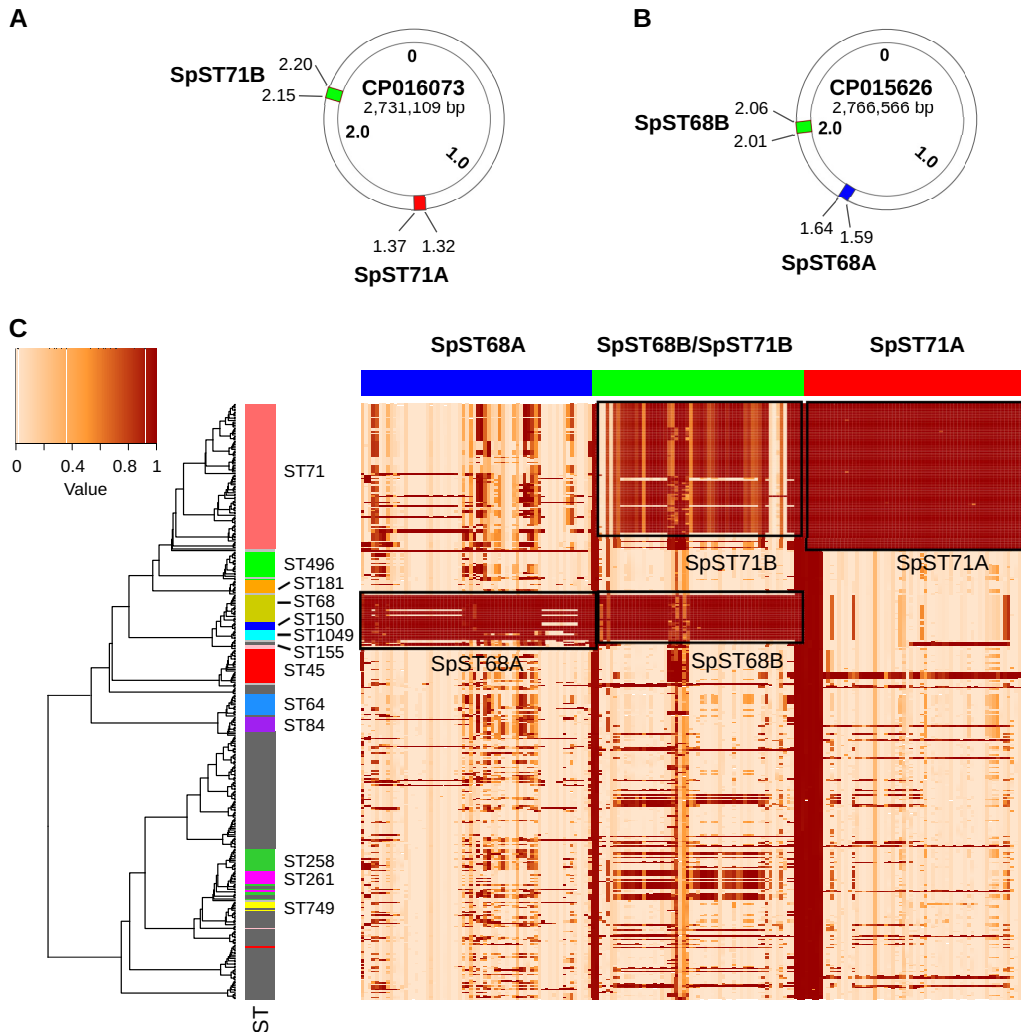 A
B
SpST71B
2.20
2.15
0
CP016073
2,731,109 bp
2.0
1.0
1.37
1.32
SpST71A
SpST68B
2.06
2.01
0
CP015626
2,766,566 bp
2.0
1.0
1.64
1.59
SpST68A
C
0
0.4
0.8
1
Value
SpST68A
SpST68B/SpST71B
SpST71A
ST71
ST496
ST181
ST68
ST150
ST1049
ST155
ST45
ST64
ST84
ST258
ST261
ST749
ST
SpST71B
SpST71A
SpST68A
SpST68B